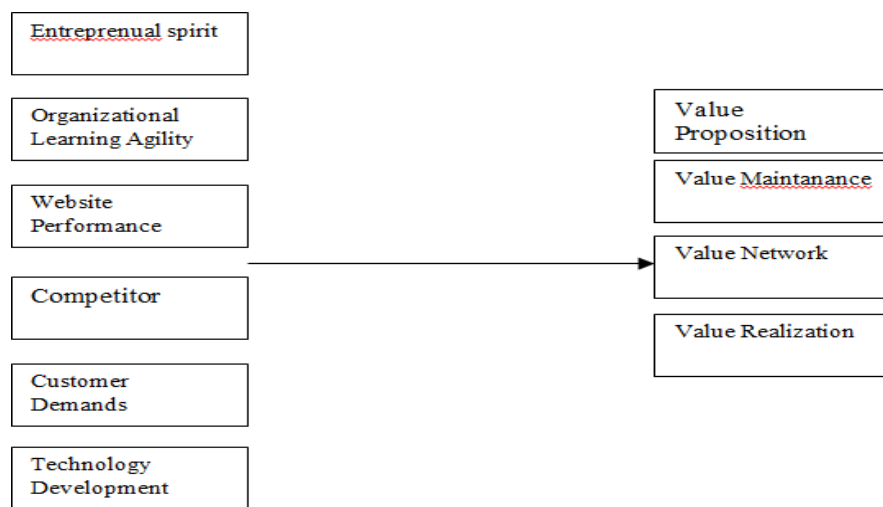 Entreprenual spirit
Organizational
Learning Agility
Website
Performance
Competitor
Customer
Demands
Technology
Development
Value
Proposition
Value Maintanance
Value Network
Value Realization